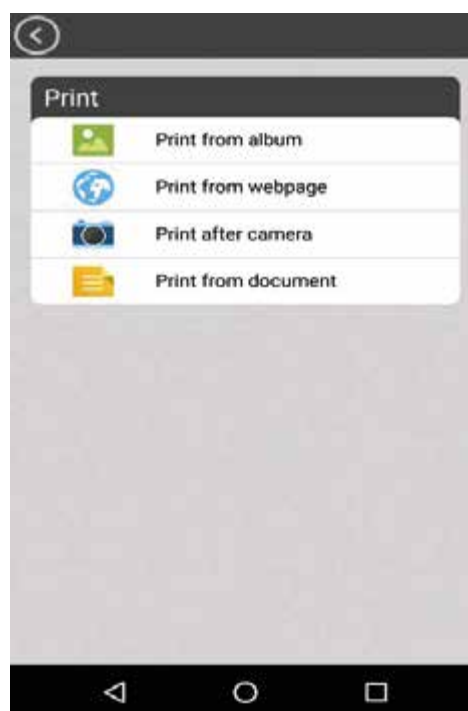 Print
Print from album
Print from webpage
Print after camera
Print from document